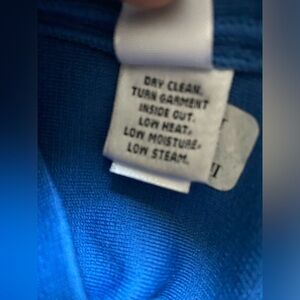 DRY CLEAN.
TURN GARMENT
INSIDE OUT.
LOW HEAT.
LOW MOISTURE.
LOW STEAM.